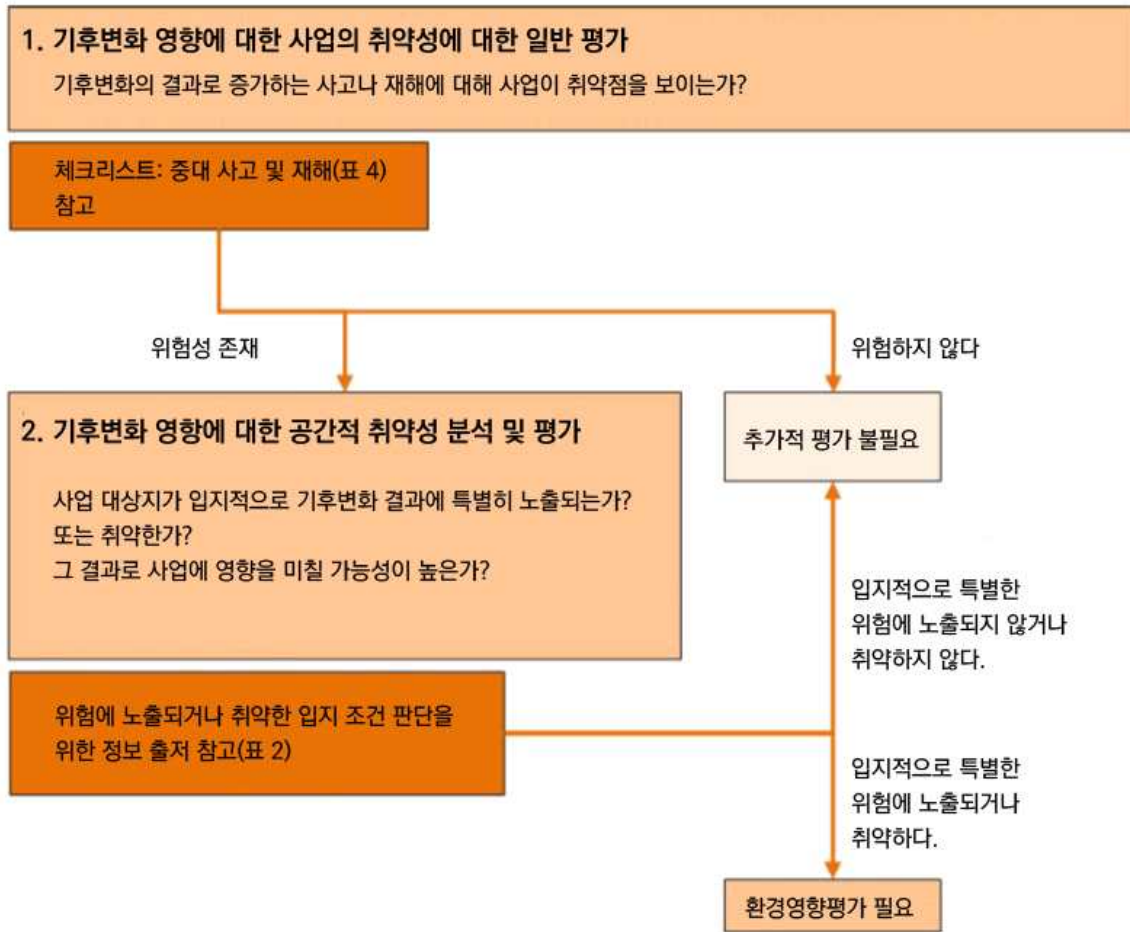 1. 기후변화 영향에 대한 사업의 취약성에 대한 일반 평가
기후변화의 결과로 증가하는 사고나 재해에 대해 사업이 취약점을 보이는가?
체크리스트: 중대 사고 및 재해(표 4)
참고
위험성 존재
위험하지 않다
2. 기후변화 영향에 대한 공간적 취약성 분석 및 평가
사업 대상지가 입지적으로 기후변화 결과에 특별히 노출되는가?
또는 취약한가?
그 결과로 사업에 영향을 미칠 가능성이 높은가?
추가적 평가 불필요
입지적으로 특별한
위험에 노출되지 않거나
취약하지 않다.
위험에 노출되거나 취약한 입지 조건 판단을
위한 정보 출저 참고(표 2)
입지적으로 특별한
위험에 노출되거나
취약하다.
환경영향평가 필요